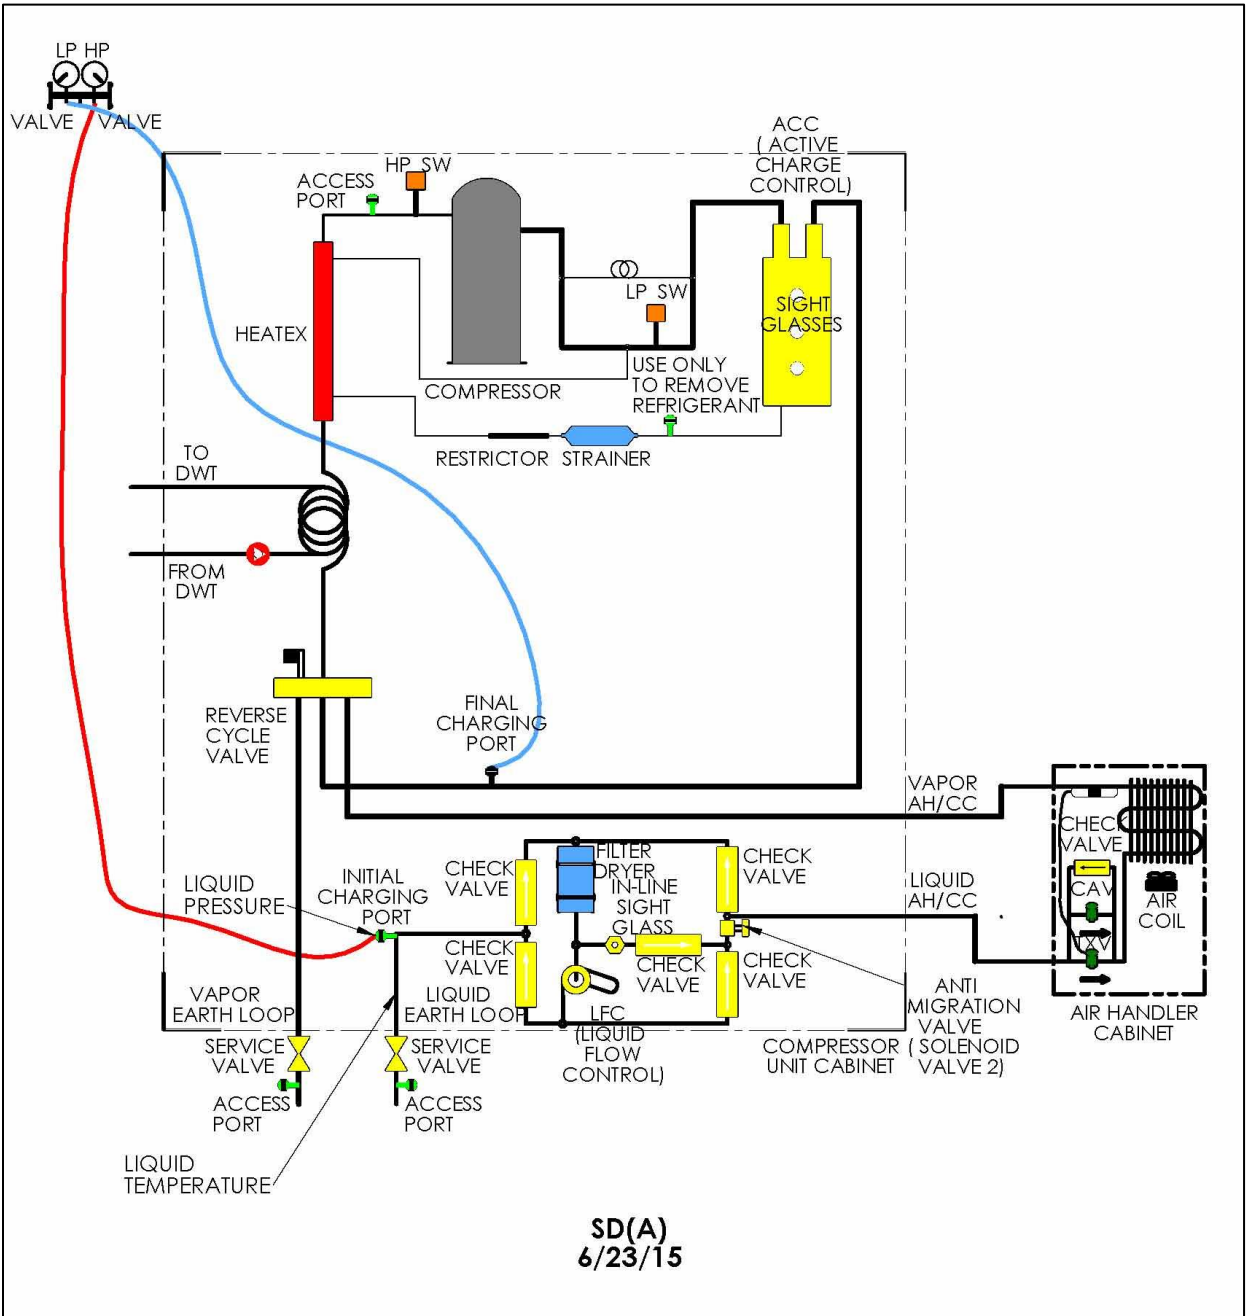 LP HP
VALVE VALVE
ACC
( ACTIVE
CHARGE
CONTROL)
HP SW
ACCESS
PORT
LP SW
SIGHT
GLASSES
HEATEX
COMPRESSOR
USE ONLY
TO REMOVE
REFRIGERANT
RESTRICTOR
STRAINER
TO
DWT
FROM
DWT
REVERSE
CYCLE
VALVE
FINAL
CHARGING
PORT
VAPOR
AH/CC
CHECK
VALVE
CAV
TXV
AIR
COIL
LIQUID
AH/CC
AIR HANDLER
CABINET
LIQUID
PRESSURE
INITIAL
CHARGING
PORT
CHECK
VALVE
FILTER
DRYER
IN-LINE
SIGHT
GLASS
CHECK
VALVE
CHECK
VALVE
CHECK
VALVE
CHECK
VALVE
VAPOR
EARTH LOOP
LIQUID
EARTH LOOP
LFC
(LIQUID
FLOW
CONTROL)
ANTI
MIGRATION
VALVE
( SOLENOID
VALVE 2)
COMPRESSOR
UNIT CABINET
SERVICE
VALVE
SERVICE
VALVE
ACCESS
PORT
ACCESS
PORT
LIQUID
TEMPERATURE
SD(A)
6/23/15